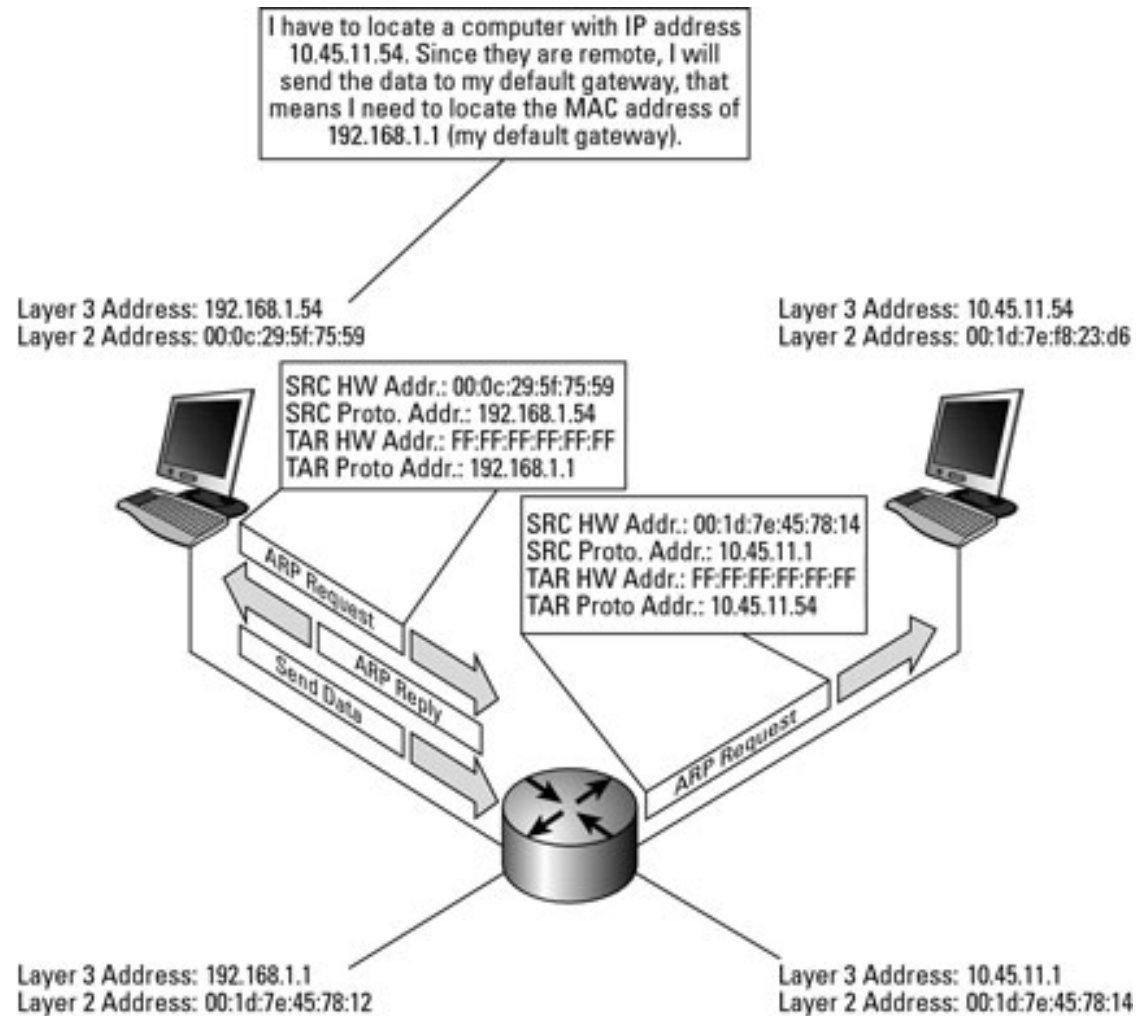 I have to locate a computer with IP address
10.45.11.54. Since they are remote, I will
send the data to my default gateway, that
means I need to locate the MAC address of
192.168.1.1 (my default gateway).
Layer 3 Address: 192.168.1.54
Layer 2 Address: 00:0c:29:5f:75:59
Layer 3 Address: 10.45.11.54
Layer 2 Address: 00:1d:7e:f8:23:d6
SRC HW Addr.: 00:0c:29:5f:75:59
SRC Proto. Addr.: 192.168.1.54
TAR HW Addr.: FF:FF:FF:FF:FF:FF
TAR Proto Addr.: 192.168.1.1
SRC HW Addr.: 00:1d:7e:45:78:14
SRC Proto. Addr.: 10.45.11.1
TAR HW Addr.: FF:FF:FF:FF:FF:FF
TAR Proto Addr.: 10.45.11.54
ARP Request
ARP Reply
Send Data
ARP Request
Layer 3 Address: 192.168.1.1
Layer 2 Address: 00:1d:7e:45:78:12
Layer 3 Address: 10.45.11.1
Layer 2 Address: 00:1d:7e:45:78:14